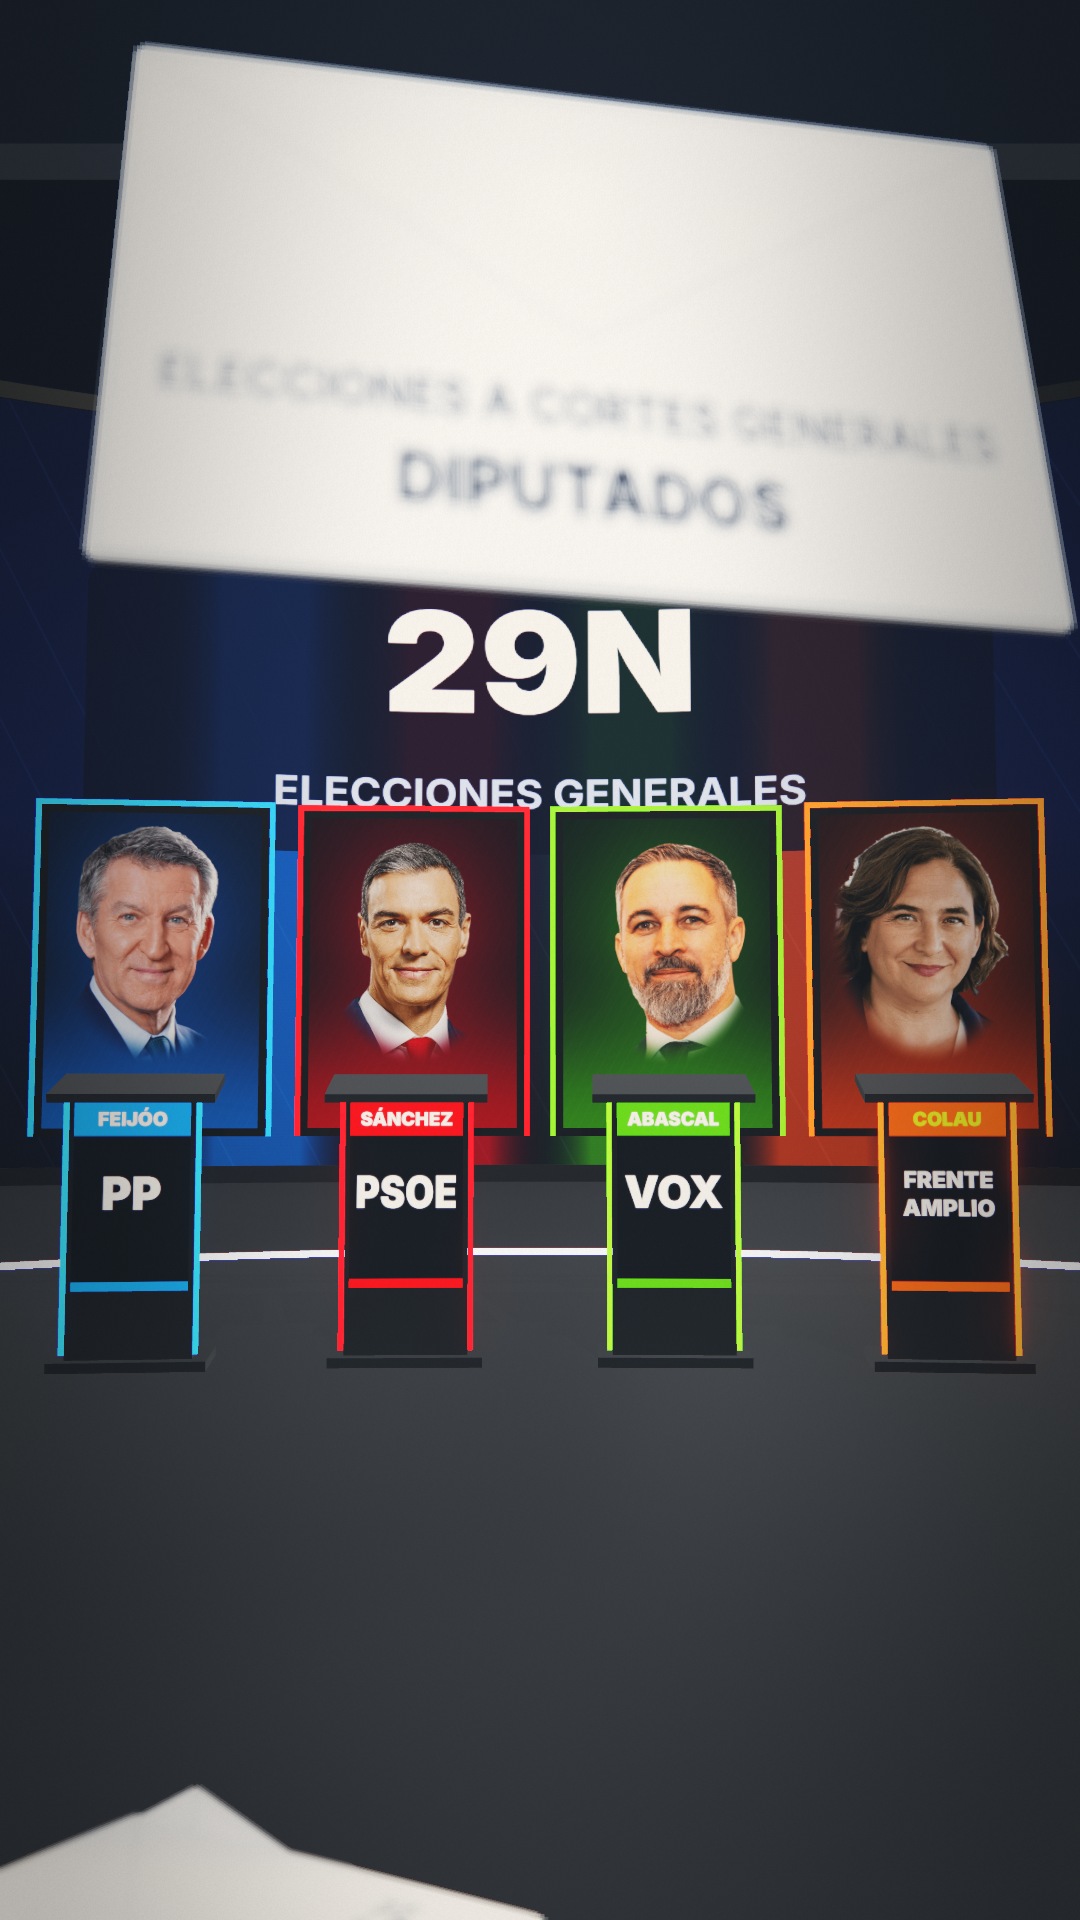 ELECCIONES A CORTES GENERALES
DIPUTADOS
29N
ELECCIONES GENERALES
FEIJÓO
SÁNCHEZ
ABASCAL
COLAU
PP
PSOE
VOX
FRENTE
AMPLIO